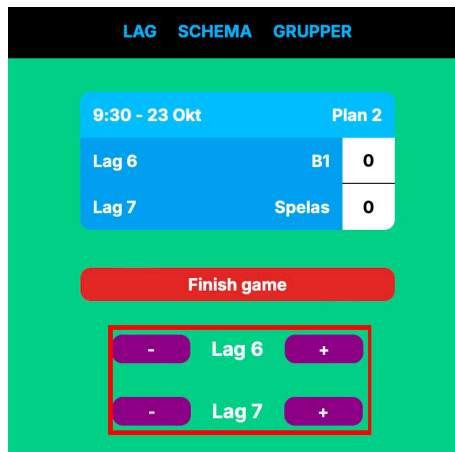 LAG SCHEMA GRUPPER
9:30 - 23 Okt Plan 2
Lag 6 B1 0
Lag 7 Spelas 0
Finish game
- Lag 6 +
- Lag 7 +